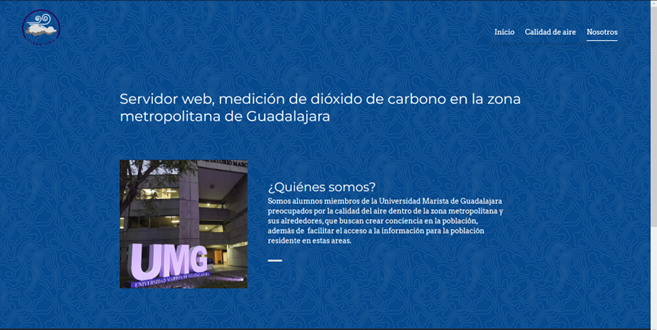 Inicio
Calidad de aire
Nosotros
Servidor web, medición de dióxido de carbono en la zona
metropolitana de Guadalajara
¿Quiénes somos?
Somos alumnos miembros de la Universidad Marista de Guadalajara
preocupados por la calidad del aire dentro de la zona metropolitana y
sus alrededores, que buscan crear conciencia en la población,
además de facilitar el acceso a la información para la población
residente en estas areas.
UMG
UNIVERSIDAD MARISTA DE GUADALAJARA